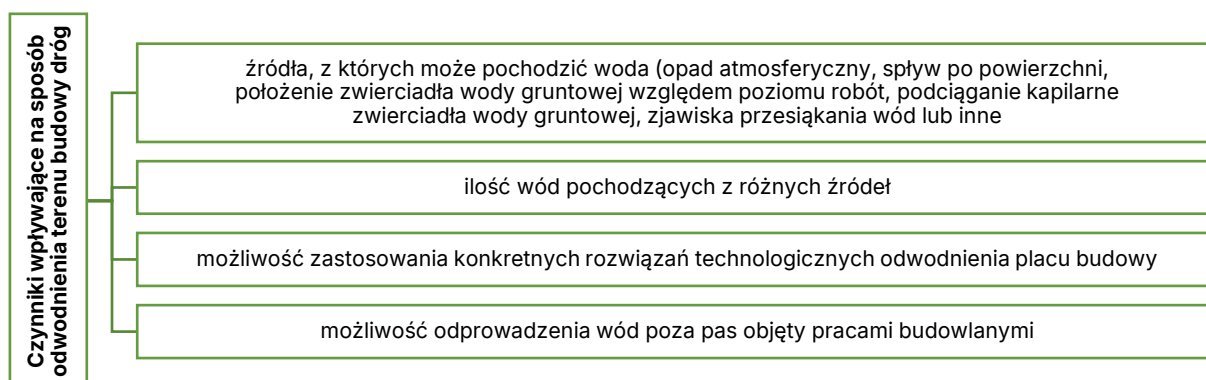 Czynniki wpływające na sposób
odwodnienia terenu budowy dróg
źródła, z których może pochodzić woda (opad atmosferyczny, spływ po powierzchni,
położenie zwierciadła wody gruntowej względem poziomu robót, podciąganie kapilarne
zwierciadła wody gruntowej, zjawiska przesiąkania wód lub inne
ilość wód pochodzących z różnych źródeł
możliwość zastosowania konkretnych rozwiązań technologicznych odwodnienia placu budowy
możliwość odprowadzenia wód poza pas objęty pracami budowlanymi